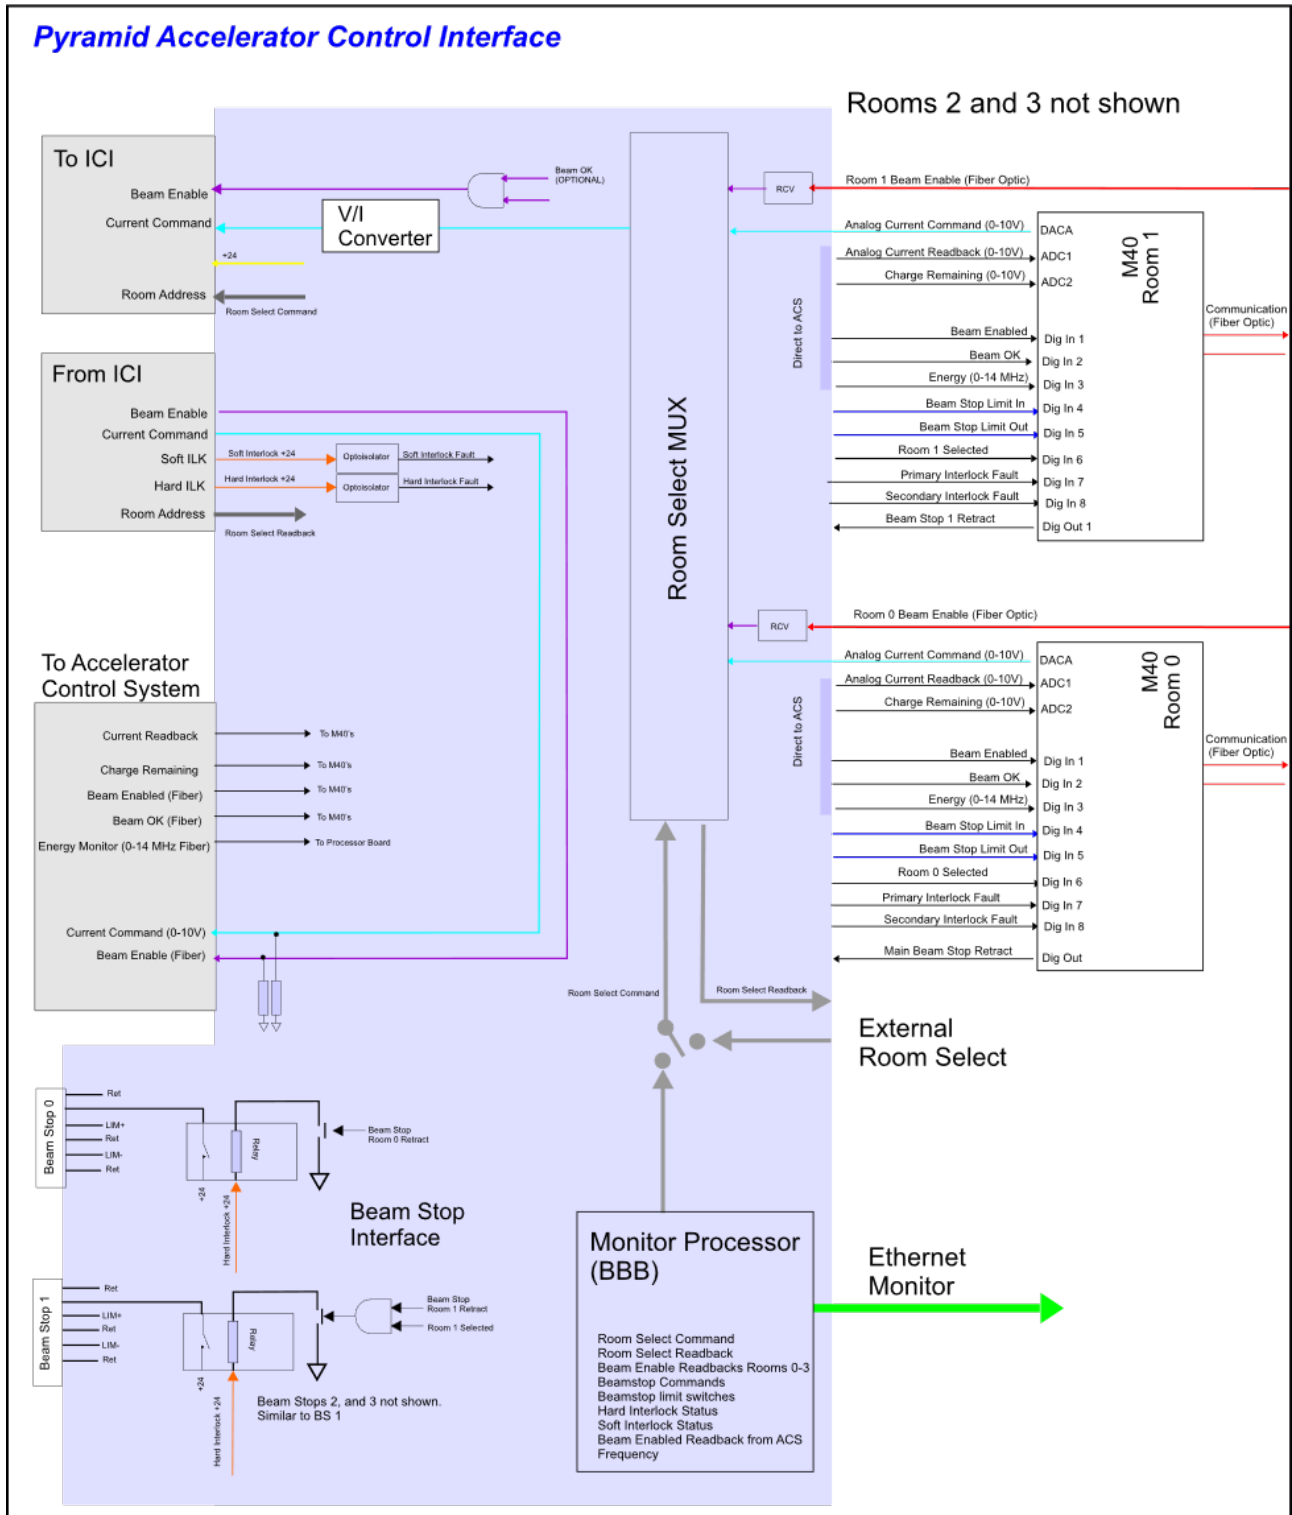 Pyramid Accelerator Control Interface
Rooms 2 and 3 not shown
To ICI
Beam Enable
Current Command
+24
Room Address
Room Select Command
V/I
Converter
Beam OK
(OPTIONAL)
From ICI
Beam Enable
Current Command
Soft ILK
Hard ILK
Room Address
Soft Interlock +24
Optoisolator
Soft Interlock Fault
Hard Interlock +24
Optoisolator
Hard Interlock Fault
Room Select Readback
To Accelerator
Control System
Current Readback
To M40's
Charge Remaining
To M40's
Beam Enabled (Fiber)
To M40's
Beam OK (Fiber)
To M40's
Energy Monitor (0-14 MHz Fiber)
To Processor Board
Current Command (0-10V)
Beam Enable (Fiber)
Room Select MUX
RCV
Room 1 Beam Enable (Fiber Optic)
Analog Current Command (0-10V)
DACA
Analog Current Readback (0-10V)
ADC1
Charge Remaining (0-10V)
ADC2
M40
Room 1
Direct to ACS
Beam Enabled
Dig In 1
Beam OK
Dig In 2
Energy (0-14 MHz)
Dig In 3
Beam Stop Limit In
Dig In 4
Beam Stop Limit Out
Dig In 5
Room 1 Selected
Dig In 6
Primary Interlock Fault
Dig In 7
Secondary Interlock Fault
Dig In 8
Beam Stop 1 Retract
Dig Out 1
Communication
(Fiber Optic)
RCV
Room 0 Beam Enable (Fiber Optic)
Analog Current Command (0-10V)
DACA
Analog Current Readback (0-10V)
ADC1
Charge Remaining (0-10V)
ADC2
M40
Room 0
Direct to ACS
Beam Enabled
Dig In 1
Beam OK
Dig In 2
Energy (0-14 MHz)
Dig In 3
Beam Stop Limit In
Dig In 4
Beam Stop Limit Out
Dig In 5
Room 0 Selected
Dig In 6
Primary Interlock Fault
Dig In 7
Secondary Interlock Fault
Dig In 8
Main Beam Stop Retract
Dig Out
Communication
(Fiber Optic)
Room Select Command
Room Select Readback
External
Room Select
Beam Stop 0
Ret
LIM+
Ret
LIM-
Ret
Relay
+24
Hard Interlock +24
Beam Stop
Room 0 Retract
Beam Stop
Interface
Beam Stop 1
Ret
LIM+
Ret
LIM-
Ret
Relay
+24
Hard Interlock +24
Beam Stop
Room 1 Retract
Room 1 Selected
Beam Stops 2, and 3 not shown.
Similar to BS 1
Monitor Processor
(BBB)
Room Select Command
Room Select Readback
Beam Enable Readbacks Rooms 0-3
Beamstop Commands
Beamstop limit switches
Hard Interlock Status
Soft Interlock Status
Beam Enabled Readback from ACS
Frequency
Ethernet
Monitor